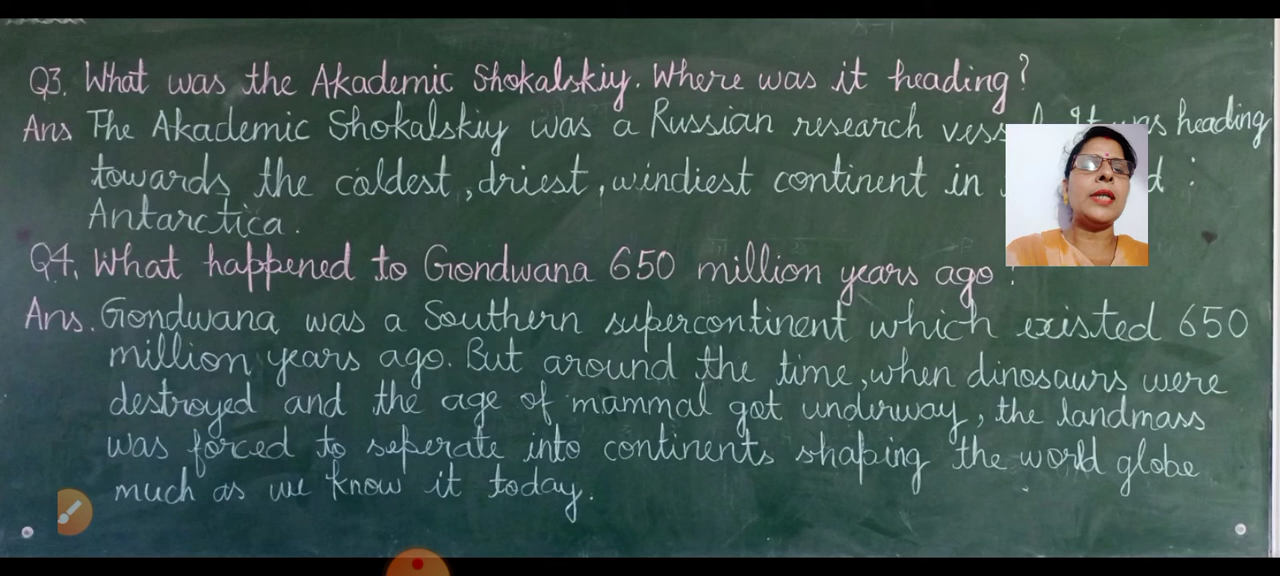 Q3. What was the Akademic Shokalskiy. Where was it heading?
Ans The Akademic Shokalskiy was a Russian research was heading
towards the coldest, driest, windiest continent in :
Antarctica.
Q4. What happened to Gondwana 650 million years ago?
Ans. Gondwana was a Southern supercontinent which existed 650
million years ago. But around the time, when dinosaurs were
destroyed and the age of mammal got underway, the landmass
was forced to seperate into continents shaping the world globe
much as we know it today.